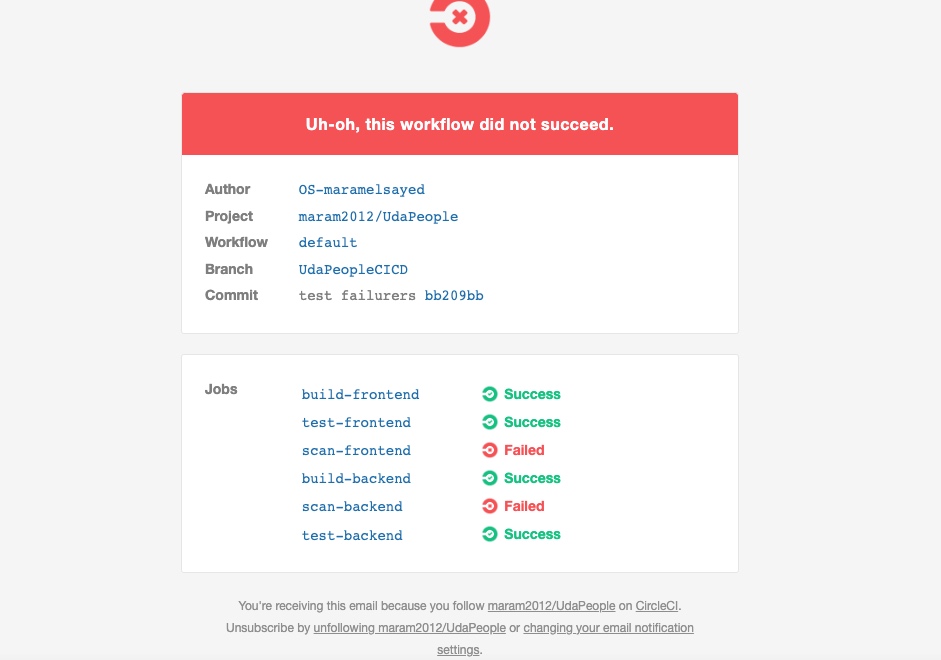 Uh-oh, this workflow did not succeed.
Author OS-maramelsayed
Project maram2012/UdaPeople
Workflow default
Branch UdaPeopleCICD
Commit test failurers bb209bb
Jobs
build-frontend Success
test-frontend Success
scan-frontend Failed
build-backend Success
scan-backend Failed
test-backend Success
You're receiving this email because you follow maram2012/UdaPeople on CircleCI.
Unsubscribe by unfollowing maram2012/UdaPeople or changing your email notification
settings.